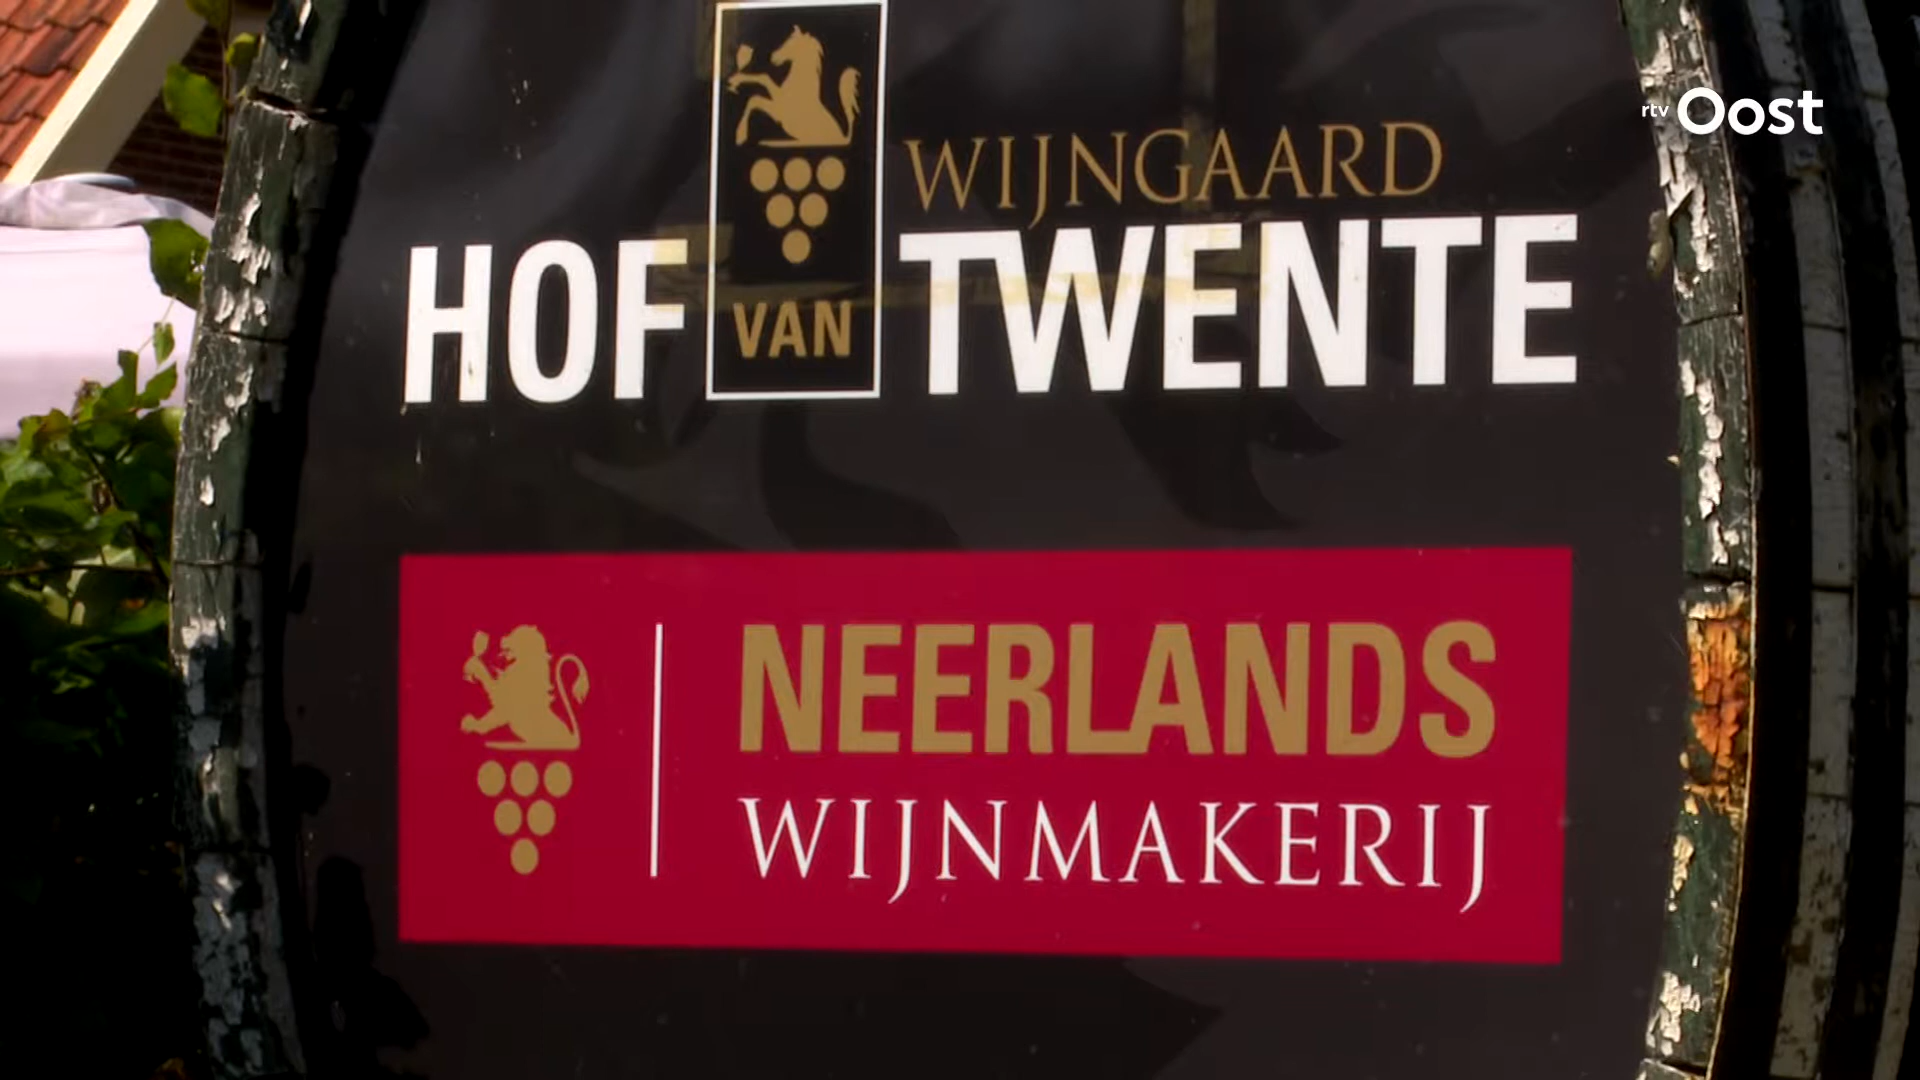 rtv Oost
WIJNGAARD
HOF VAN TWENTE
NEERLANDS
WIJNMAKERIJ